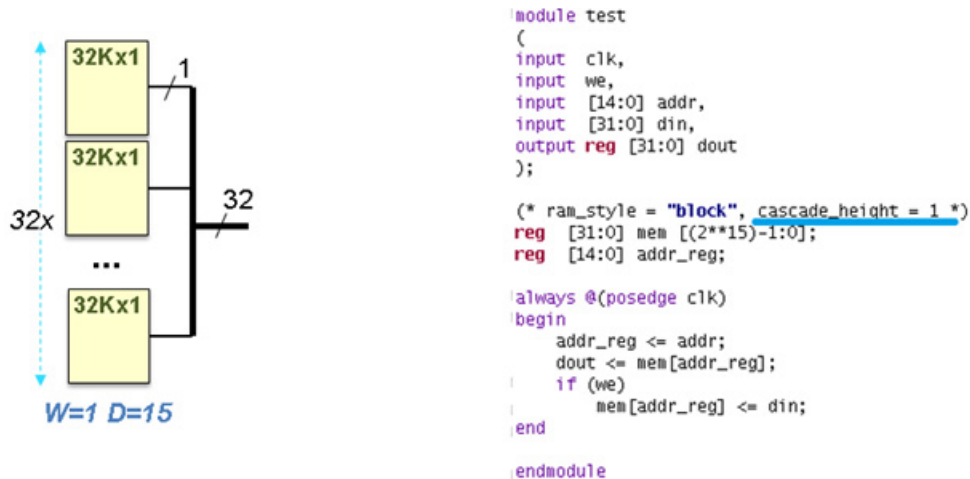 32Kx1
1
32Kx1
32
32x
...
32Kx1
W=1 D=15
module test
(
input clk,
input we,
input [14:0] addr,
input [31:0] din,
output reg [31:0] dout
);
(* ram_style = "block", cascade_height = 1 *)
reg [31:0] mem [(2**15)-1:0];
reg [14:0] addr_reg;
always @(posedge clk)
begin
addr_reg <= addr;
dout <= mem[addr_reg];
if (we)
mem[addr_reg] <= din;
end
endmodule